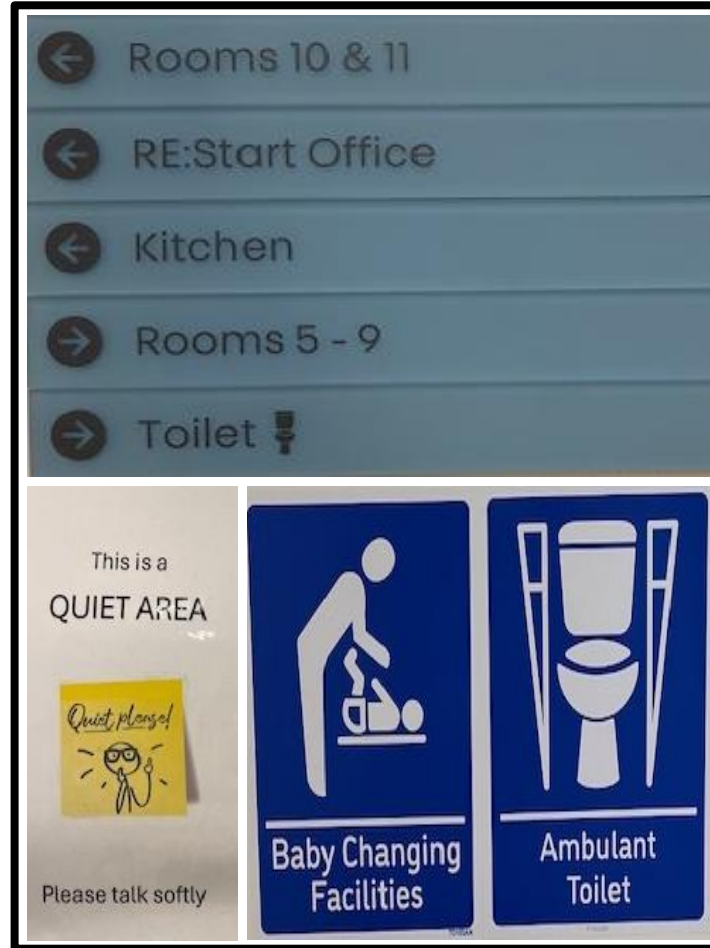 Rooms 10 & 11
RE:Start Office
Kitchen
Rooms 5 - 9
Toilet
This is a
QUIET AREA
Quiet please!
Please talk softly
Baby Changing
Facilities
Ambulant
Toilet